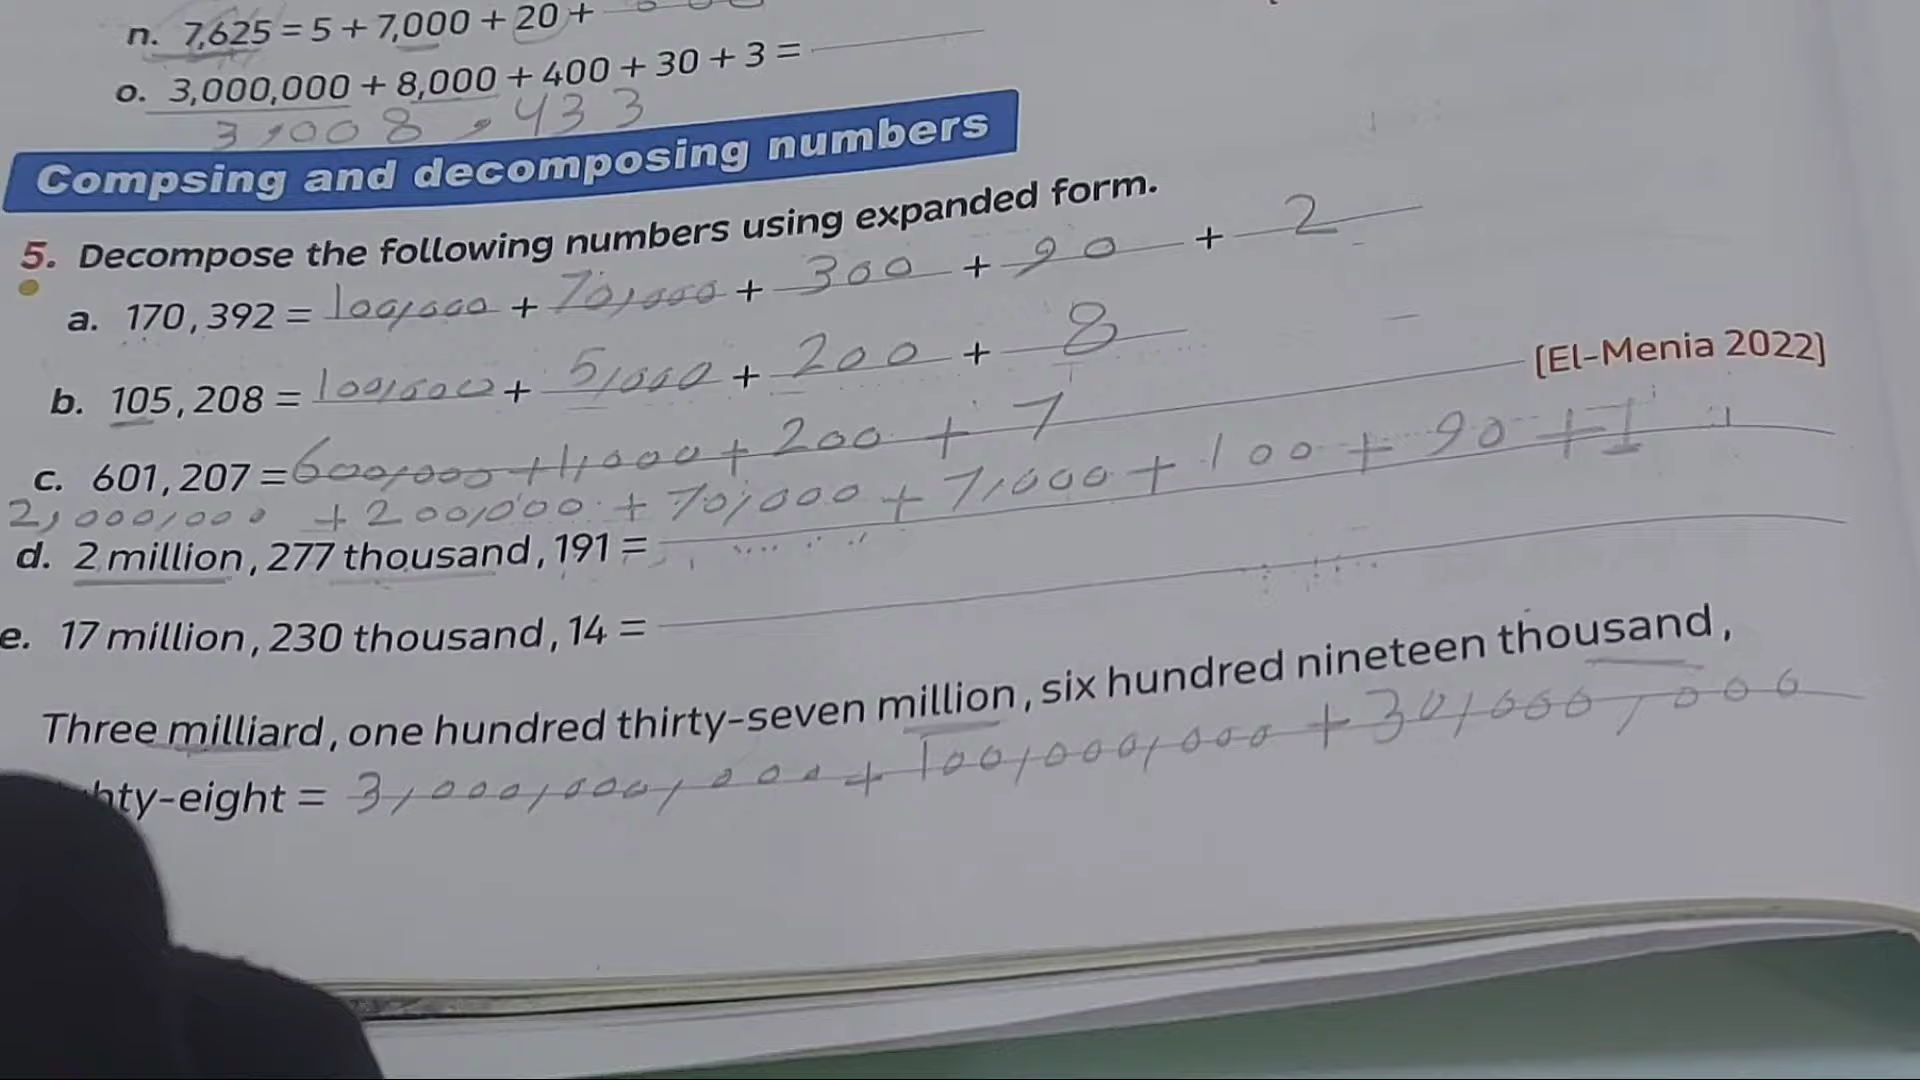 n. 7,625 = 5 + 7,000 + 20 +
o. 3,000,000 + 8,000 + 400 + 30 + 3 =
3,008,433
Compsing and decomposing numbers
5. Decompose the following numbers using expanded form.
a. 170,392 = 100,000 + 70,000 + 300 + 90 + 2
b. 105,208 = 100,000 + 5,000 + 200 + 8
[El-Menia 2022]
c. 601,207 = 600,000 + 1,000 + 200 + 7
2,000,000 + 200,000 + 70,000 + 7,000 + 100 + 90 + 1
d. 2 million, 277 thousand, 191 =
e. 17 million, 230 thousand, 14 =
Three milliard, one hundred thirty-seven million, six hundred nineteen thousand,
hty-eight = 3,000,000,000 + 100,000,000 + 30,000,000